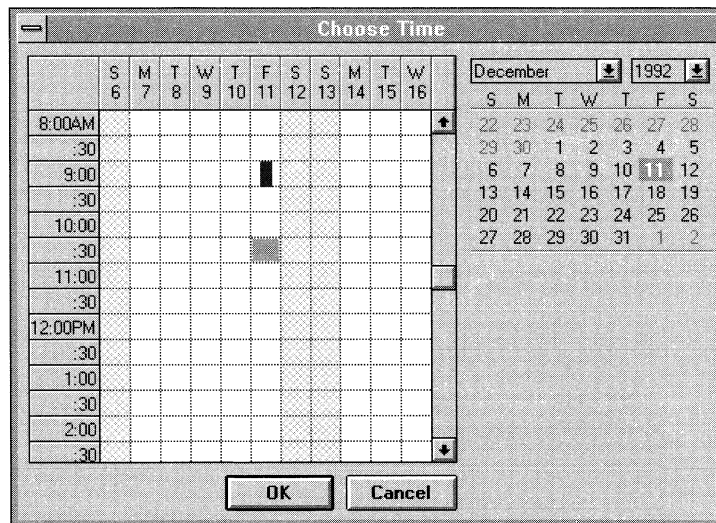 Choose Time
S M T W T F S S M T W
6 7 8 9 10 11 12 13 14 15 16
8:00AM
:30
9:00
:30
10:00
:30
11:00
:30
12:00PM
:30
1:00
:30
2:00
:30
December 1992
S M T W T F S
22 23 24 25 26 27 28
29 30 1 2 3 4 5
6 7 8 9 10 11 12
13 14 15 16 17 18 19
20 21 22 23 24 25 26
27 28 29 30 31 1 2
OK Cancel